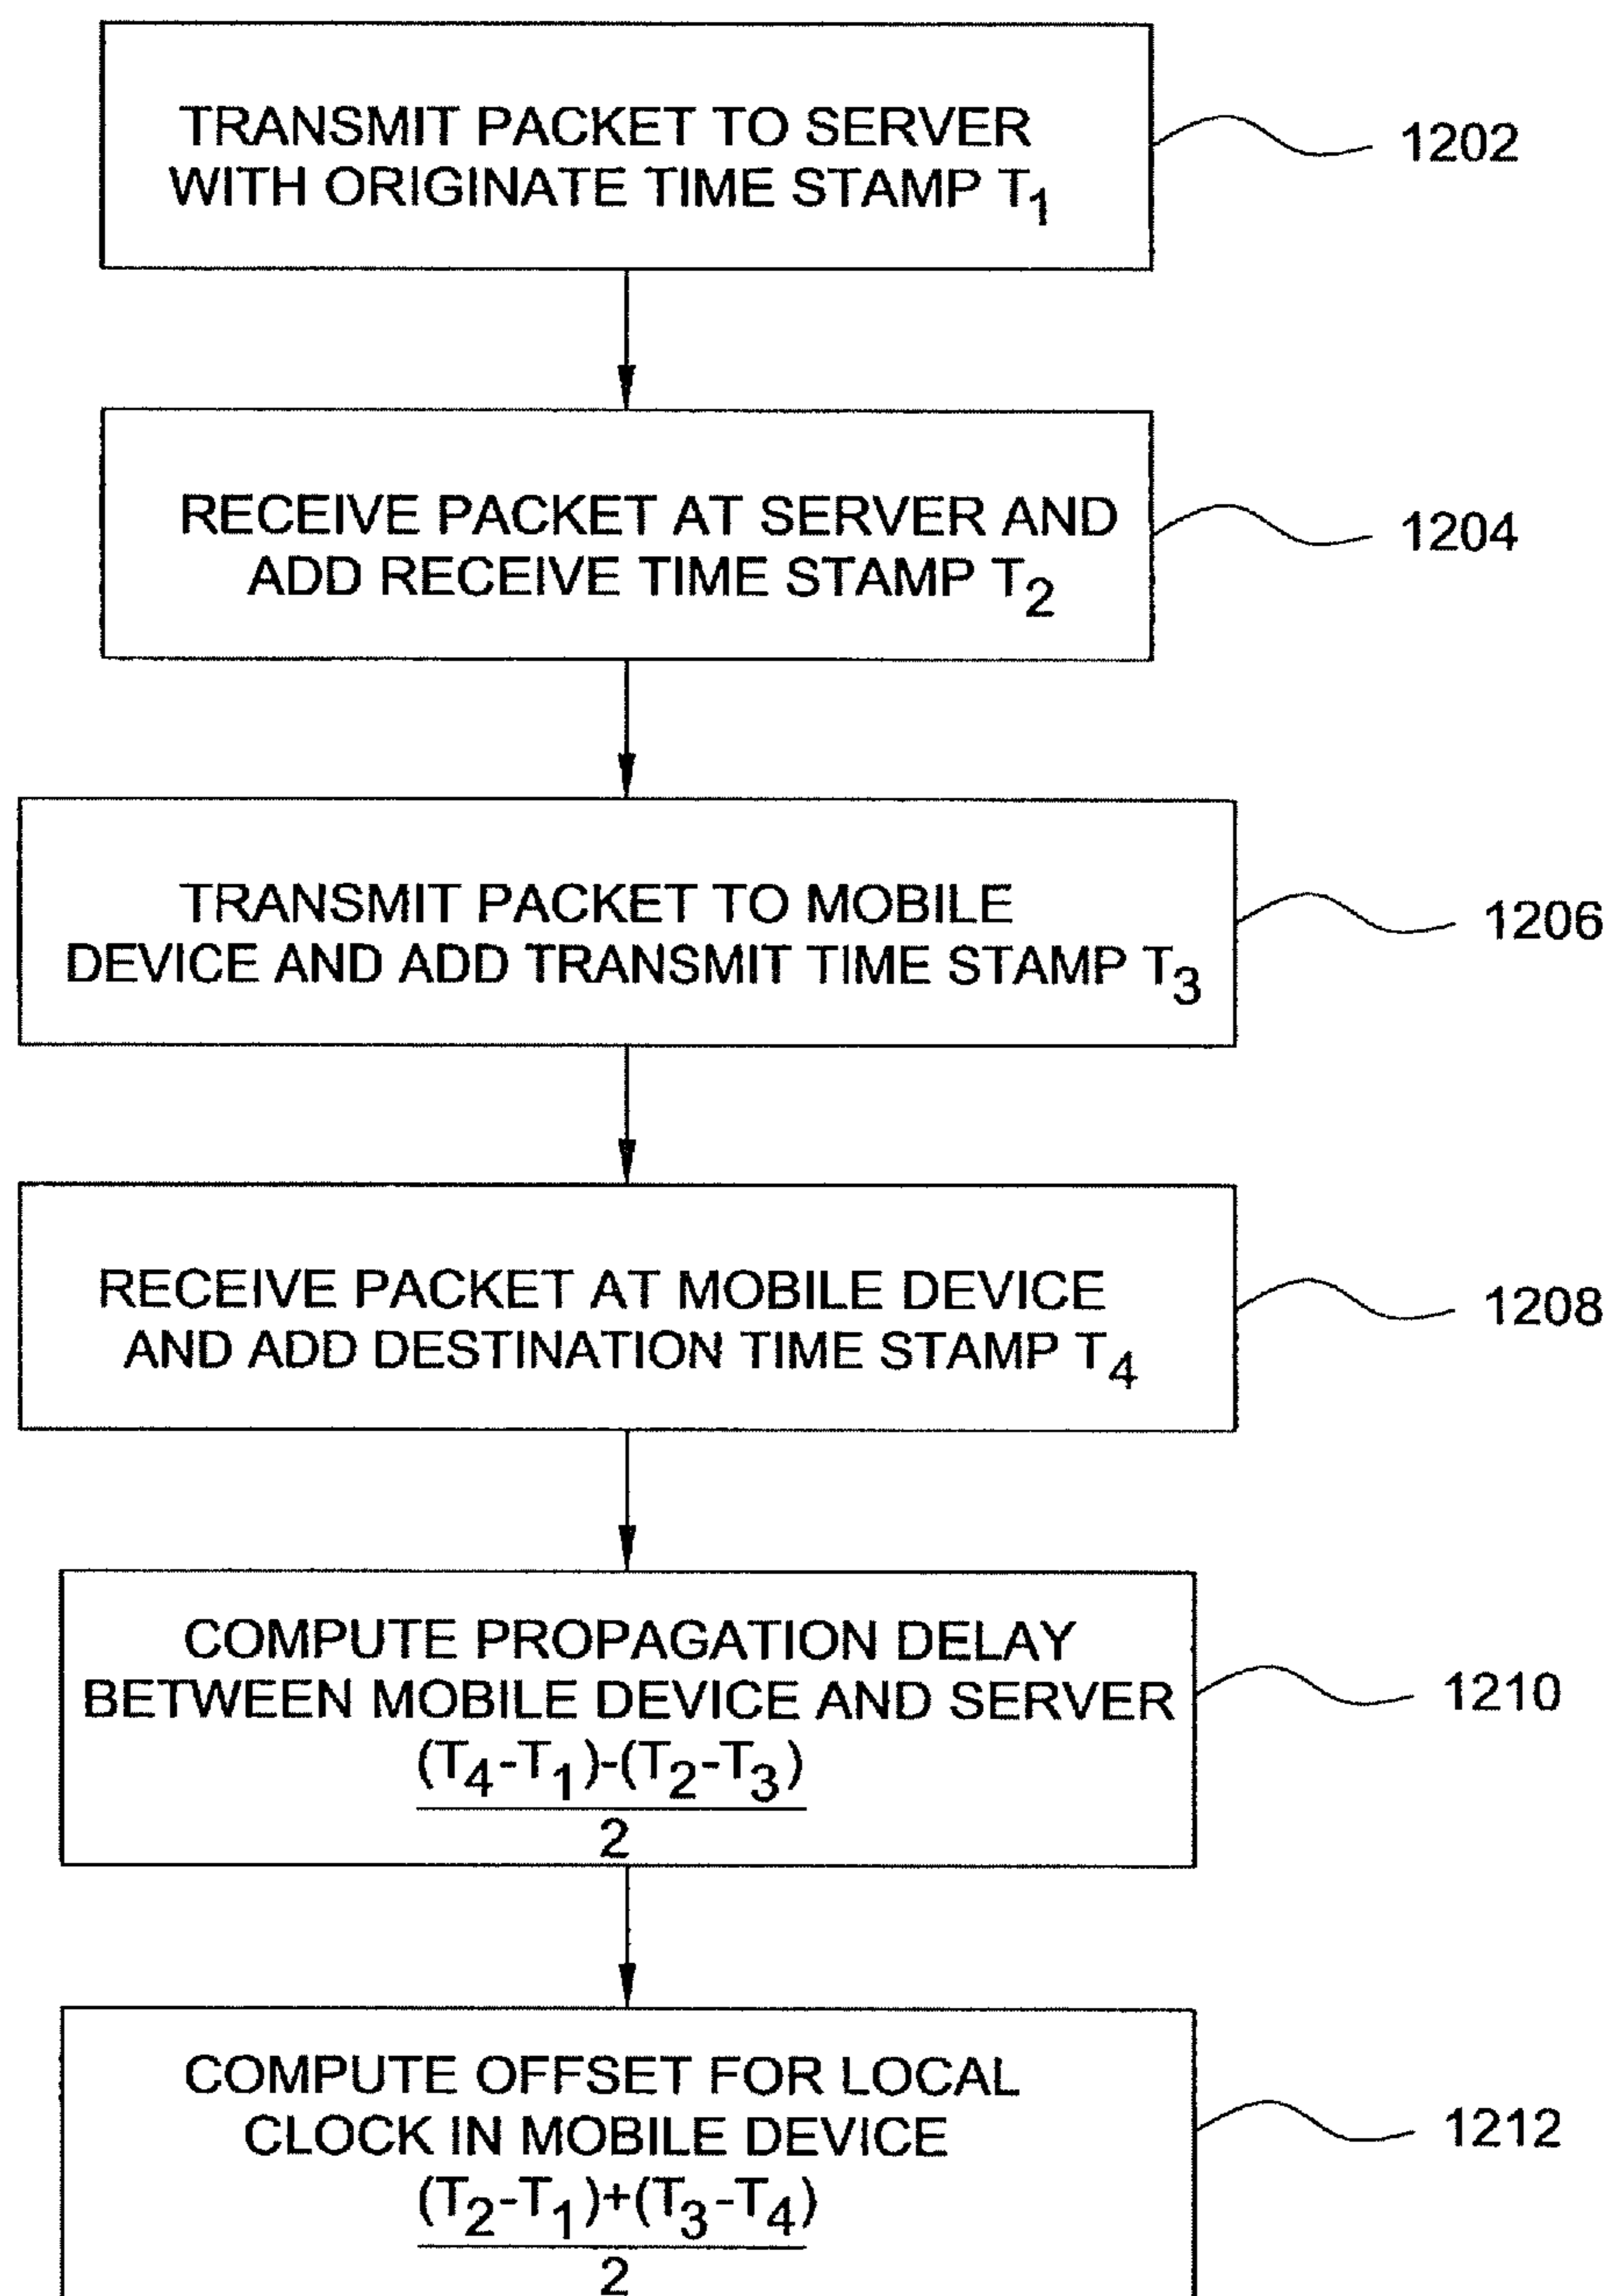 TRANSMIT PACKET TO SERVER
WITH ORIGINATE TIME STAMP T₁
1202
RECEIVE PACKET AT SERVER AND
ADD RECEIVE TIME STAMP T₂
1204
TRANSMIT PACKET TO MOBILE
DEVICE AND ADD TRANSMIT TIME STAMP T₃
1206
RECEIVE PACKET AT MOBILE DEVICE
AND ADD DESTINATION TIME STAMP T₄
1208
COMPUTE PROPAGATION DELAY
BETWEEN MOBILE DEVICE AND SERVER
(T₄-T₁)-(T₂-T₃)
2
1210
COMPUTE OFFSET FOR LOCAL
CLOCK IN MOBILE DEVICE
(T₂-T₁)+(T₃-T₄)
2
1212